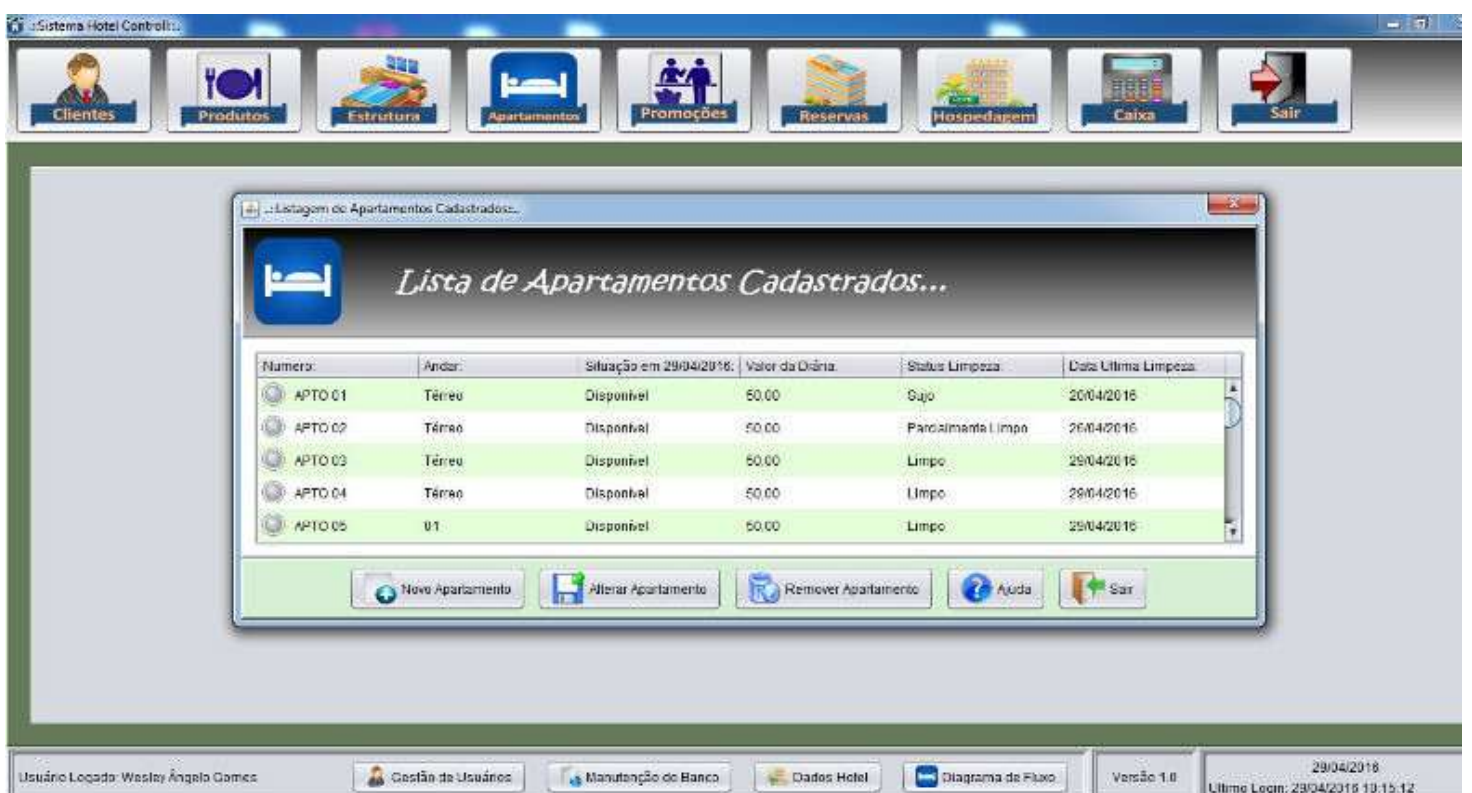 ..:Sistema Hotel Controll:..
Clientes
Produtos
Estrutura
Apartamentos
Promoções
Reservas
Hospedagem
Caixa
Sair
..:Listagem de Apartamentos Cadastrados:..
Lista de Apartamentos Cadastrados...
Numero: Andar: Situação em 29/04/2016: Valor da Diária: Status Limpeza: Data Ultima Limpeza:
APTO 01 Térreo Disponível 50,00 Sujo 20/04/2016
APTO 02 Térreo Disponível 50,00 Parcialmente Limpo 26/04/2016
APTO 03 Térreo Disponível 50,00 Limpo 29/04/2016
APTO 04 Térreo Disponível 50,00 Limpo 29/04/2016
APTO 05 01 Disponível 50,00 Limpo 29/04/2016
Novo Apartamento Alterar Apartamento Remover Apartamento Ajuda Sair
Usuário Logado: Wesley Ângelo Gomes Gestão de Usuários Manutenção do Banco Dados Hotel Diagrama de Fluxo Versão 1.0
29/04/2016
Ultimo Login: 29/04/2016 10:15:12